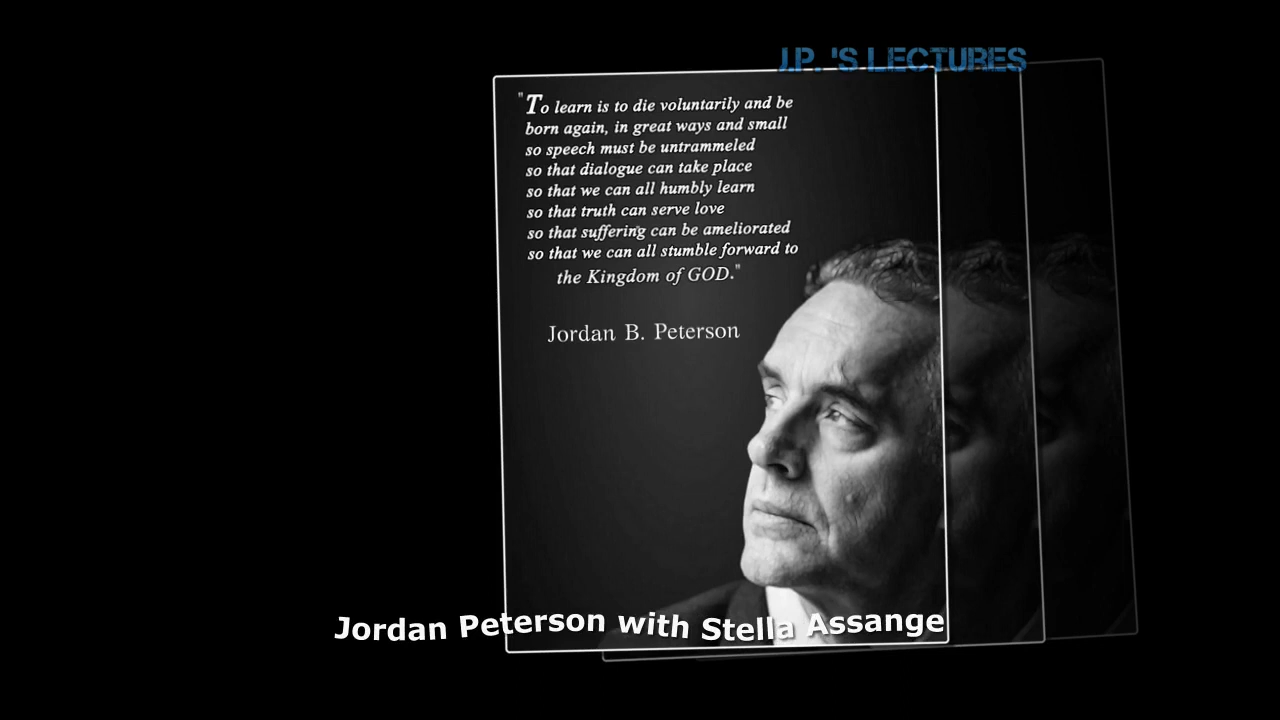 J.P. 'S LECTURES
"To learn is to die voluntarily and be
born again, in great ways and small
so speech must be untrammeled
so that dialogue can take place
so that we can all humbly learn
so that truth can serve love
so that suffering can be ameliorated
so that we can all stumble forward to
the Kingdom of GOD."
Jordan B. Peterson
Jordan Peterson with Stella Assange